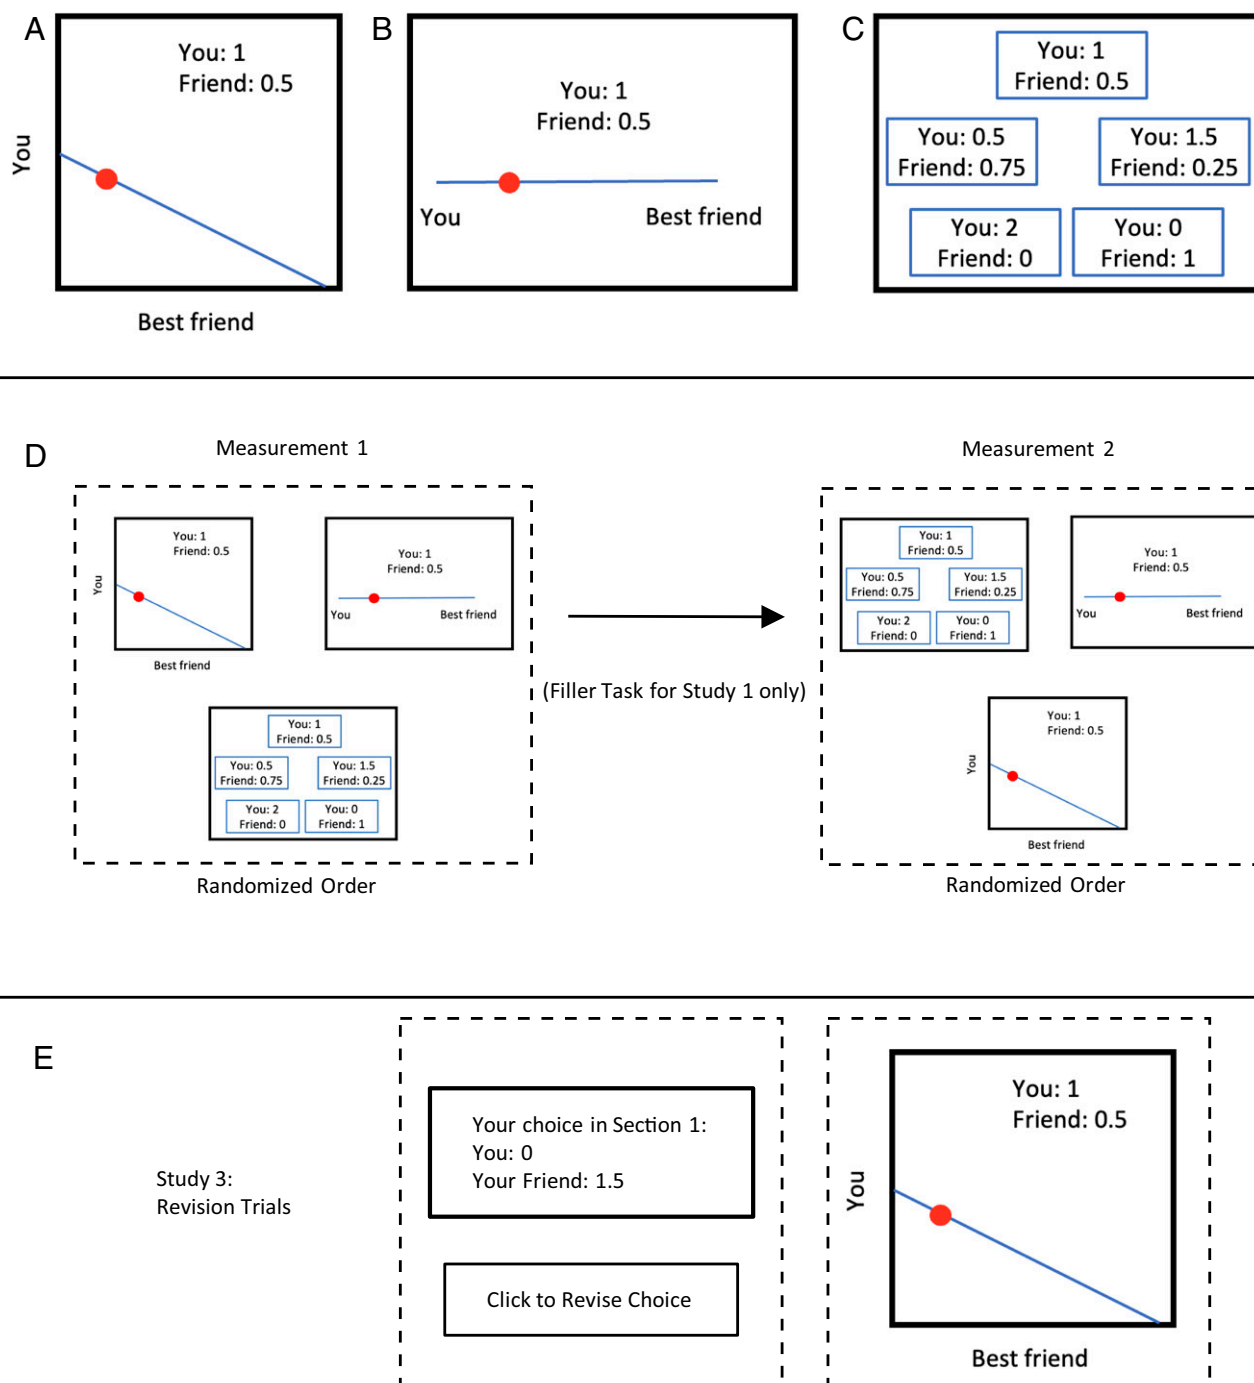 A
You: 1
Friend: 0.5
You
Best friend
B
You: 1
Friend: 0.5
You
Best friend
C
You: 1
Friend: 0.5
You: 0.5
Friend: 0.75
You: 1.5
Friend: 0.25
You: 2
Friend: 0
You: 0
Friend: 1
D
Measurement 1
You: 1
Friend: 0.5
You
Best friend
You: 1
Friend: 0.5
You
Best friend
You: 1
Friend: 0.5
You: 0.5
Friend: 0.75
You: 1.5
Friend: 0.25
You: 2
Friend: 0
You: 0
Friend: 1
Randomized Order
(Filler Task for Study 1 only)
Measurement 2
You: 1
Friend: 0.5
You: 0.5
Friend: 0.75
You: 1.5
Friend: 0.25
You: 2
Friend: 0
You: 0
Friend: 1
You: 1
Friend: 0.5
You
Best friend
You: 1
Friend: 0.5
You
Best friend
Randomized Order
E
Study 3:
Revision Trials
Your choice in Section 1:
You: 0
Your Friend: 1.5
Click to Revise Choice
You: 1
Friend: 0.5
You
Best friend